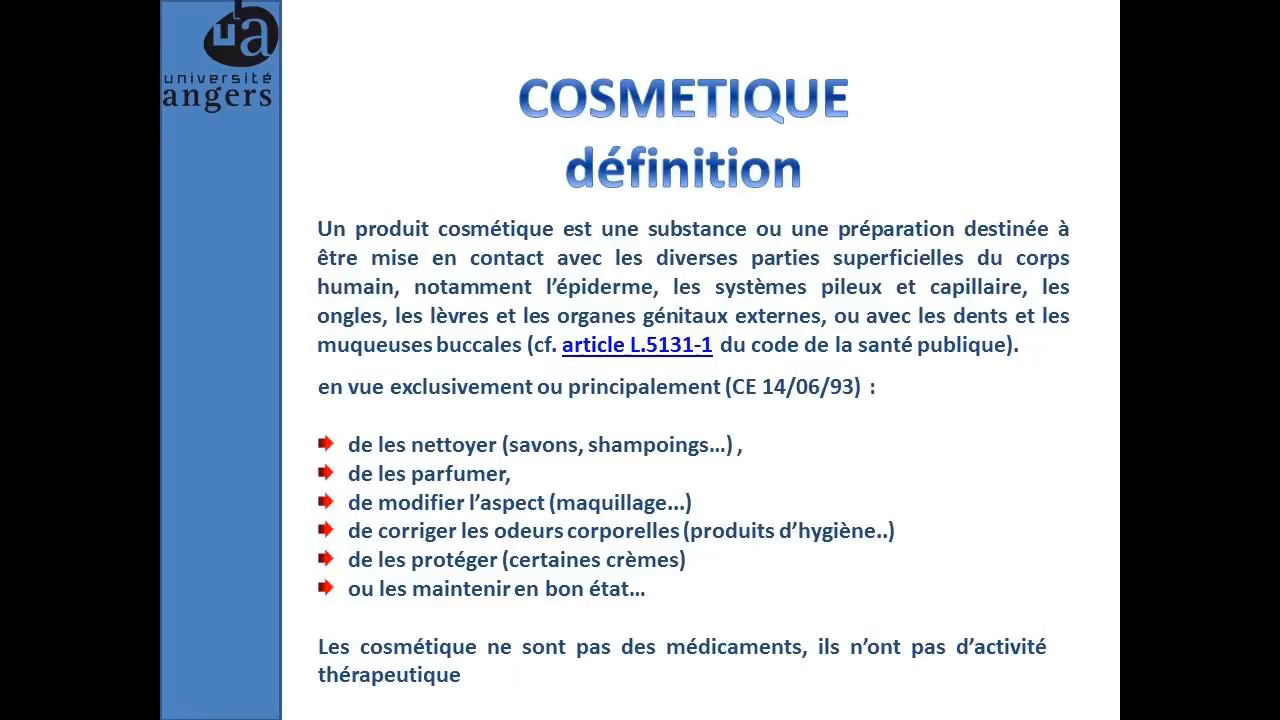 ua
université
angers
COSMETIQUE
définition
Un produit cosmétique est une substance ou une préparation destinée à
être mise en contact avec les diverses parties superficielles du corps
humain, notamment l’épiderme, les systèmes pileux et capillaire, les
ongles, les lèvres et les organes génitaux externes, ou avec les dents et les
muqueuses buccales (cf. article L.5131-1 du code de la santé publique).
en vue exclusivement ou principalement (CE 14/06/93) :
de les nettoyer (savons, shampoings...) ,
de les parfumer,
de modifier l’aspect (maquillage...)
de corriger les odeurs corporelles (produits d’hygiène..)
de les protéger (certaines crèmes)
ou les maintenir en bon état...
Les cosmétique ne sont pas des médicaments, ils n’ont pas d’activité
thérapeutique